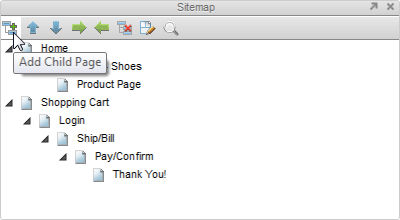 Sitemap
Home
Add Child Page
Shoes
Product Page
Shopping Cart
Login
Ship/Bill
Pay/Confirm
Thank You!